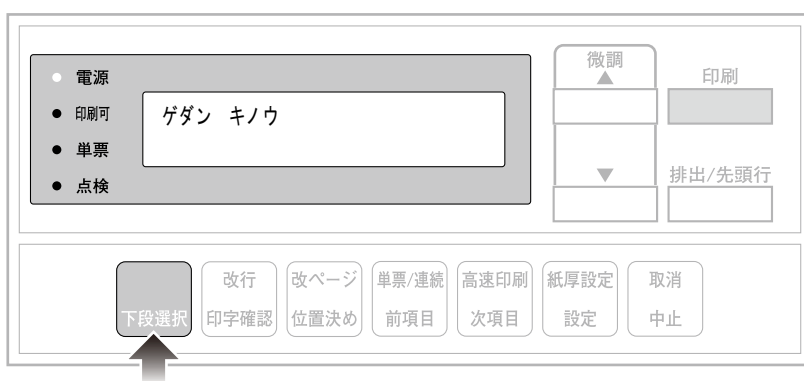 電源
印刷可
単票
点検
ゲダン キノウ
微調
▲
▼
印刷
排出/先頭行
下段選択
改行
印字確認
改ページ
位置決め
単票/連続
前項目
高速印刷
次項目
紙厚設定
設定
取消
中止